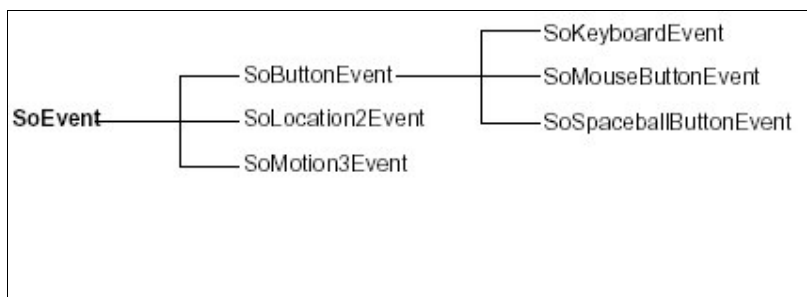 SoKeyboardEvent
SoButtonEvent SoMouseButtonEvent
SoEvent SoLocation2Event SoSpaceballButtonEvent
SoMotion3Event